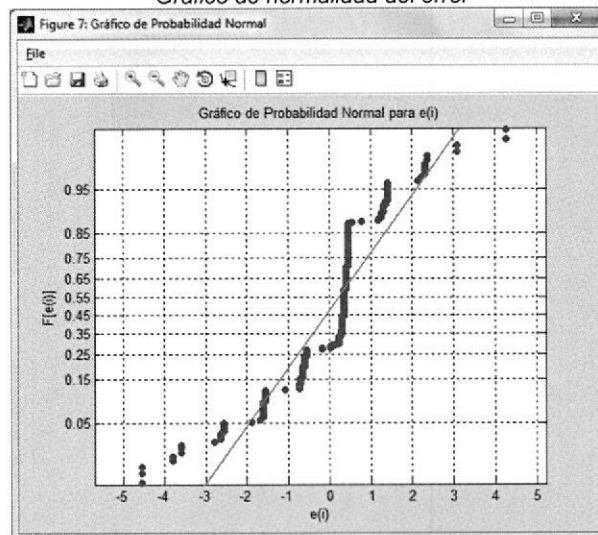 Gráfico de normalidad del error
Figure 7: Gráfico de Probabilidad Normal
File
Gráfico de Probabilidad Normal para e(i)
F[e(i)]
0.95
0.85
0.75
0.65
0.55
0.45
0.35
0.25
0.15
0.05
-5 -4 -3 -2 -1 0 1 2 3 4 5
e(i)